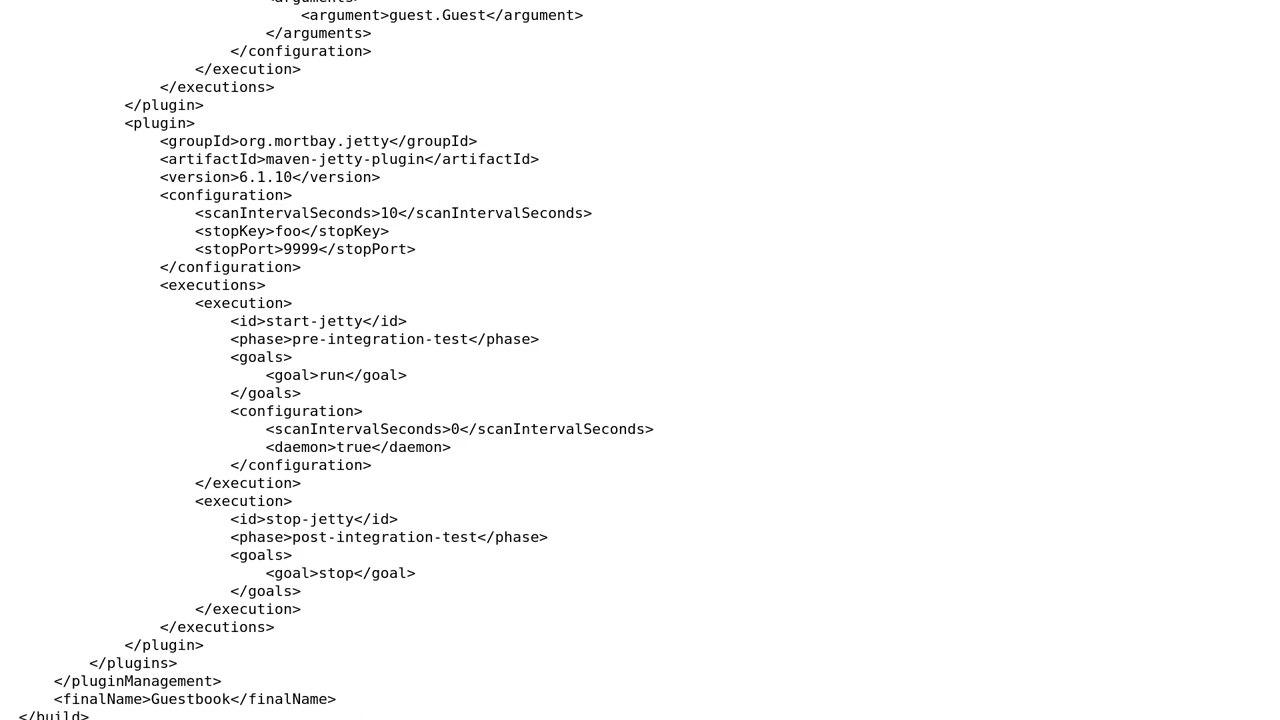 <arguments>
<argument>guest.Guest</argument>
</arguments>
</configuration>
</execution>
</executions>
</plugin>
<plugin>
<groupId>org.mortbay.jetty</groupId>
<artifactId>maven-jetty-plugin</artifactId>
<version>6.1.10</version>
<configuration>
<scanIntervalSeconds>10</scanIntervalSeconds>
<stopKey>foo</stopKey>
<stopPort>9999</stopPort>
</configuration>
<executions>
<execution>
<id>start-jetty</id>
<phase>pre-integration-test</phase>
<goals>
<goal>run</goal>
</goals>
<configuration>
<scanIntervalSeconds>0</scanIntervalSeconds>
<daemon>true</daemon>
</configuration>
</execution>
<execution>
<id>stop-jetty</id>
<phase>post-integration-test</phase>
<goals>
<goal>stop</goal>
</goals>
</execution>
</executions>
</plugin>
</plugins>
</pluginManagement>
<finalName>Guestbook</finalName>
</build>